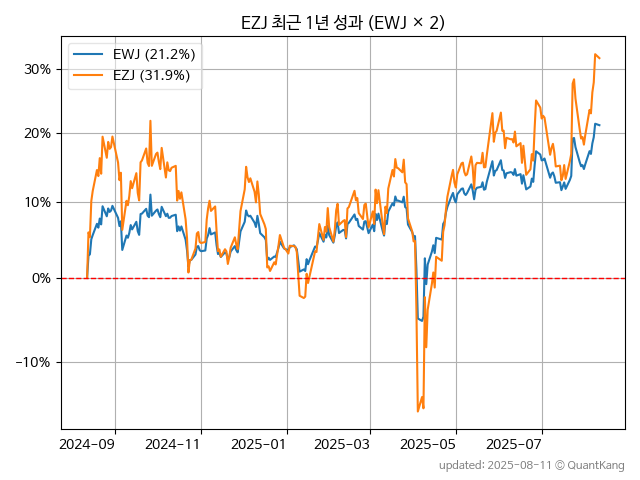 EZJ 최근 1년 성과 (EWJ × 2)
EWJ (21.2%)
EZJ (31.9%)
30%
20%
10%
0%
−10%
2024−09
2024−11
2025−01
2025−03
2025−05
2025−07
updated: 2025-08-11 © QuantKang